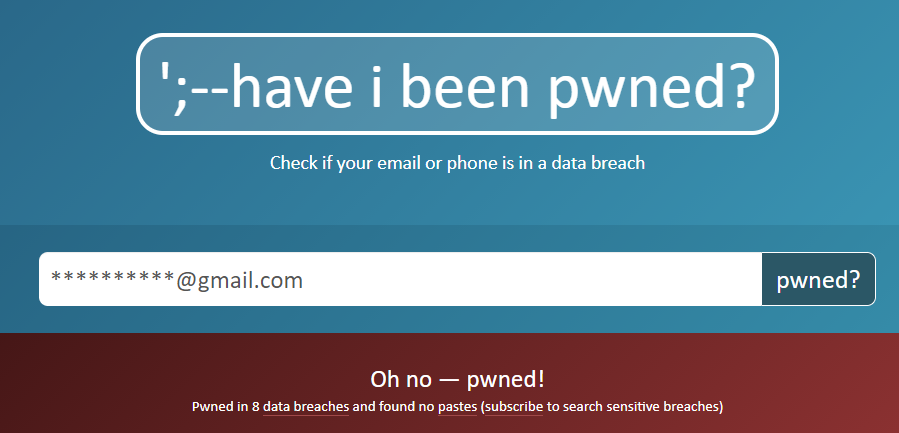 ';--have i been pwned?
Check if your email or phone is in a data breach
**********@gmail.com
pwned?
Oh no — pwned!
Pwned in 8 data breaches and found no pastes (subscribe to search sensitive breaches)